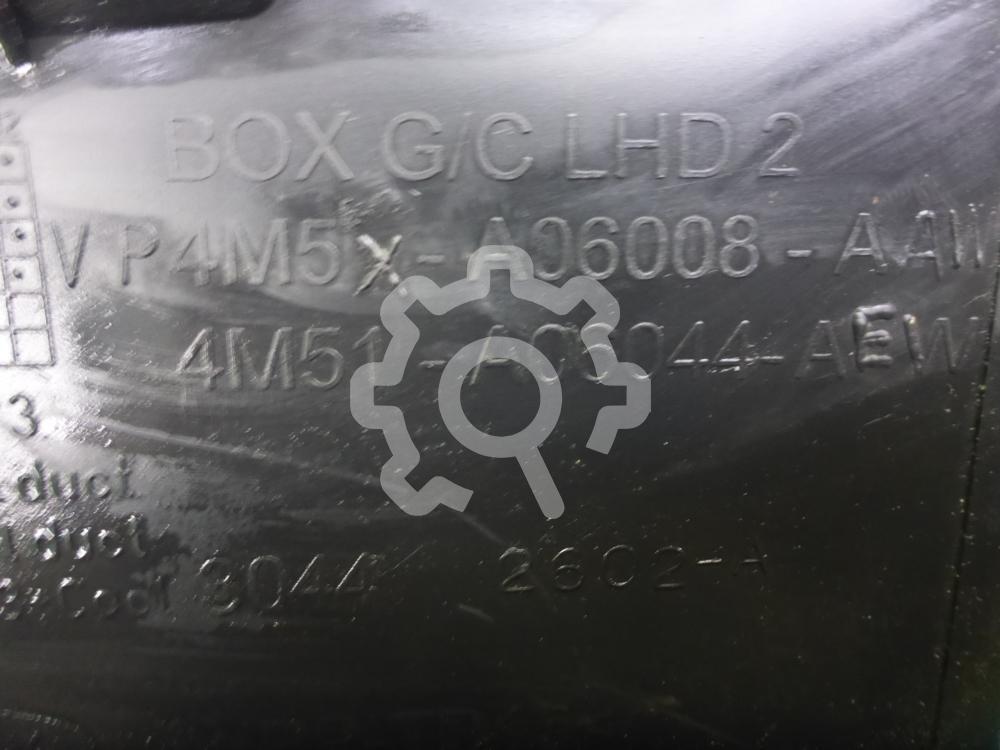 BOX G/C LHD 2
VP4M5X-A06008-AAW
4M51-A06044-AEW
3
duct
duct
3044 2602-A